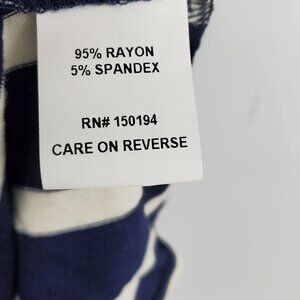 95% RAYON
5% SPANDEX
RN# 150194
CARE ON REVERSE